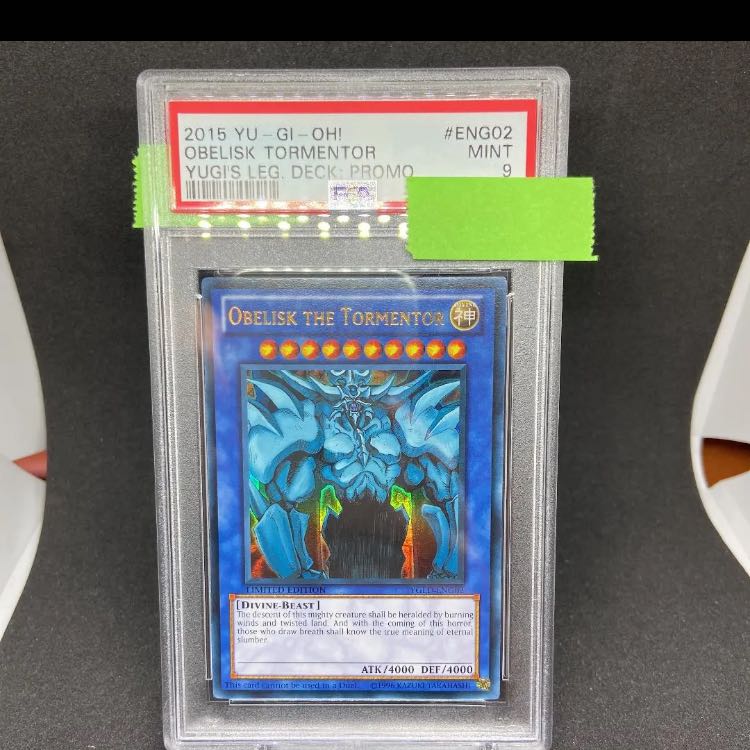 2015 YU-GI-OH! #ENG02
OBELISK TORMENTOR MINT
YUGI'S LEG. DECK: PROMO 9
OBELISK THE TORMENTOR
神
LIMITED EDITION YGLD-ENG02
[DIVINE-BEAST]
The descent of this mighty creature shall be heralded by burning
winds and twisted land. And with the coming of this horror,
those who draw breath shall know the true meaning of eternal
slumber.
ATK/4000 DEF/4000
This card cannot be used in a Duel. ©1996 KAZUKI TAKAHASHI